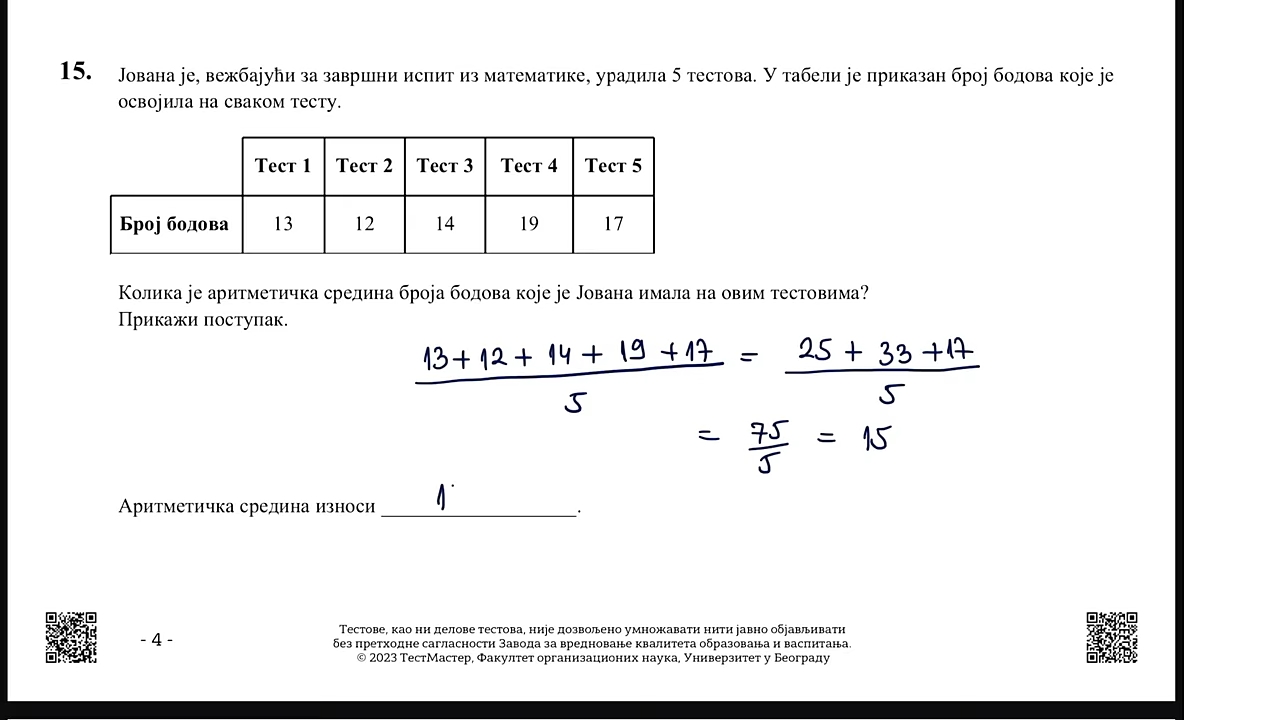 15. Јована је, вежбајући за завршни испит из математике, урадила 5 тестова. У табели је приказан број бодова које је
освојила на сваком тесту.
Тест 1 Тест 2 Тест 3 Тест 4 Тест 5
Број бодова 13 12 14 19 17
Колика је аритметичка средина броја бодова које је Јована имала на овим тестовима?
Прикажи поступак.
13+12+14+19+17 = 25+33+17
5 5
= 75/5 = 15
Аритметичка средина износи 1.
- 4 -
Тестове, као ни делове тестова, није дозвољено умножавати нити јавно објављивати
без претходне сагласности Завода за вредновање квалитета образовања и васпитања.
© 2023 ТестМастер, Факултет организационих наука, Универзитет у Београду